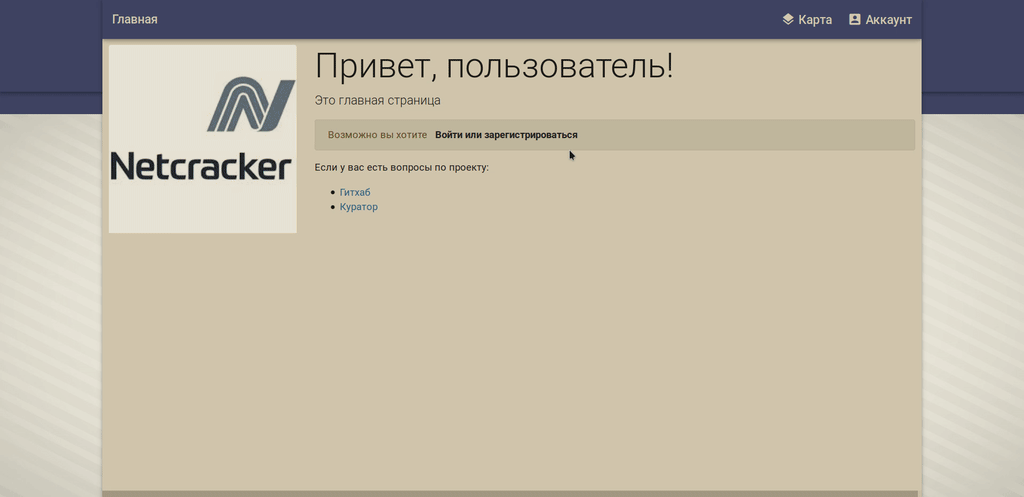 Главная
Карта
Аккаунт
Netcracker
Привет, пользователь!
Это главная страница
Возможно вы хотите Войти или зарегистрироваться
Если у вас есть вопросы по проекту:
Гитхаб
Куратор